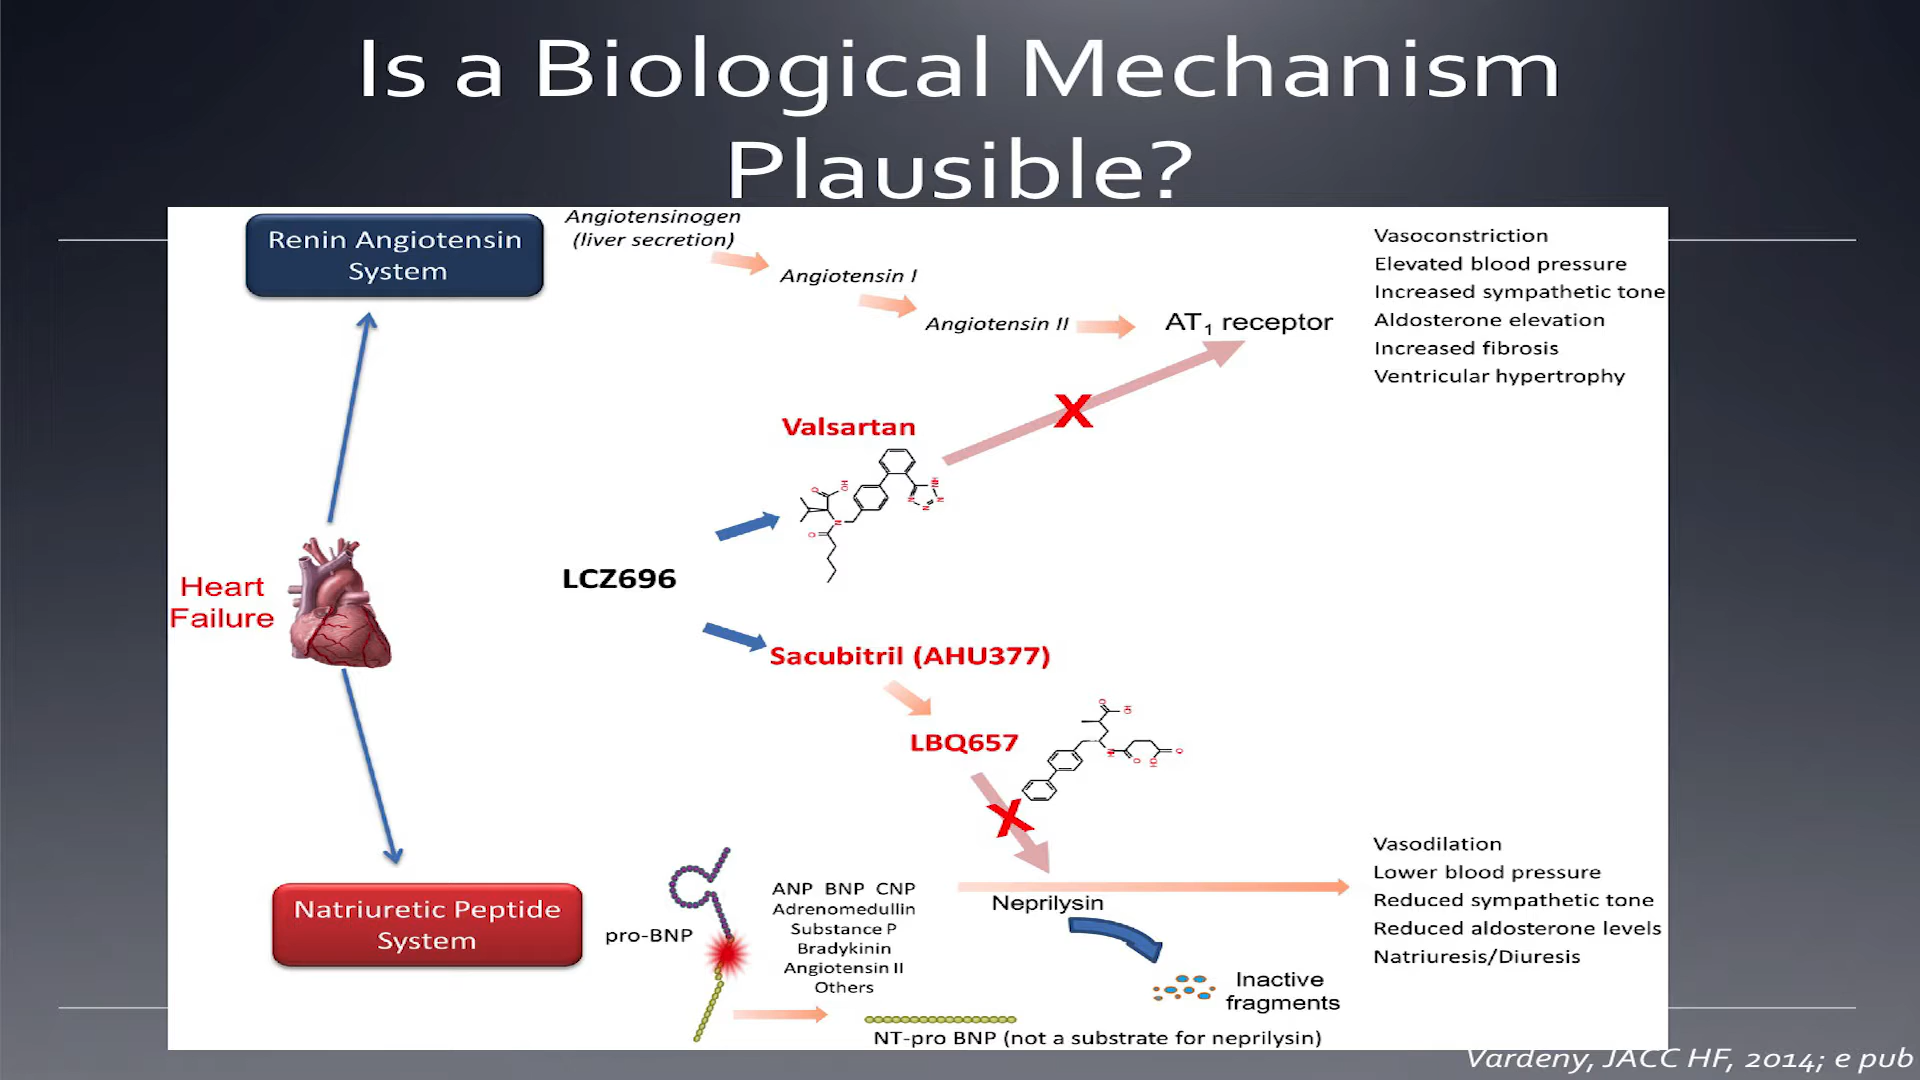 Is a Biological Mechanism
Plausible?
Renin Angiotensin
System
Angiotensinogen
(liver secretion)
Angiotensin I
Angiotensin II
AT1 receptor
Vasoconstriction
Elevated blood pressure
Increased sympathetic tone
Aldosterone elevation
Increased fibrosis
Ventricular hypertrophy
X
Valsartan
LCZ696
Heart
Failure
Sacubitril (AHU377)
LBQ657
X
Natriuretic Peptide
System
pro-BNP
ANP BNP CNP
Adrenomedullin
Substance P
Bradykinin
Angiotensin II
Others
Neprilysin
Inactive
fragments
Vasodilation
Lower blood pressure
Reduced sympathetic tone
Reduced aldosterone levels
Natriuresis/Diuresis
NT-pro BNP (not a substrate for neprilysin)
Vardeny, JACC HF, 2014; e pub